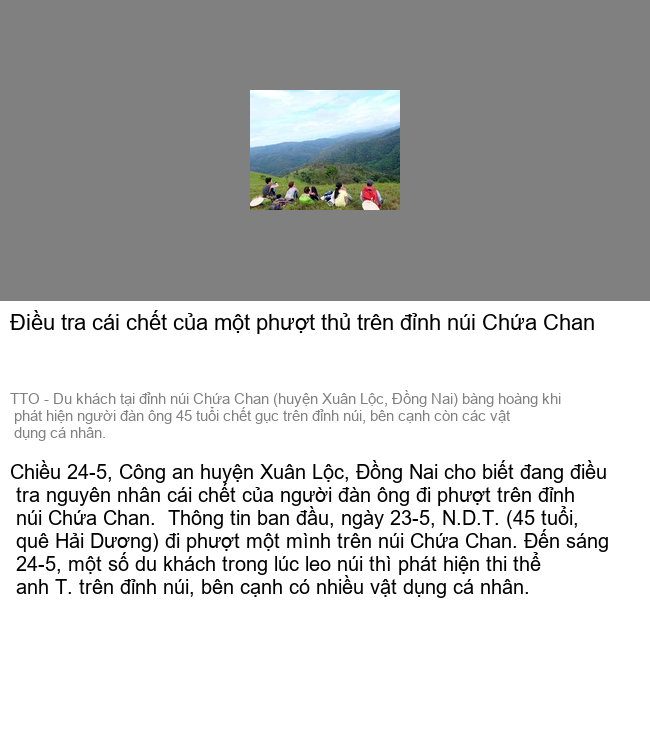 Điều tra cái chết của một phượt thủ trên đỉnh núi Chứa Chan
TTO - Du khách tại đỉnh núi Chứa Chan (huyện Xuân Lộc, Đồng Nai) bàng hoàng khi
phát hiện người đàn ông 45 tuổi chết gục trên đỉnh núi, bên cạnh còn các vật
dụng cá nhân.
Chiều 24-5, Công an huyện Xuân Lộc, Đồng Nai cho biết đang điều
tra nguyên nhân cái chết của người đàn ông đi phượt trên đỉnh
núi Chứa Chan.  Thông tin ban đầu, ngày 23-5, N.D.T. (45 tuổi,
quê Hải Dương) đi phượt một mình trên núi Chứa Chan. Đến sáng
24-5, một số du khách trong lúc leo núi thì phát hiện thi thể
anh T. trên đỉnh núi, bên cạnh có nhiều vật dụng cá nhân.